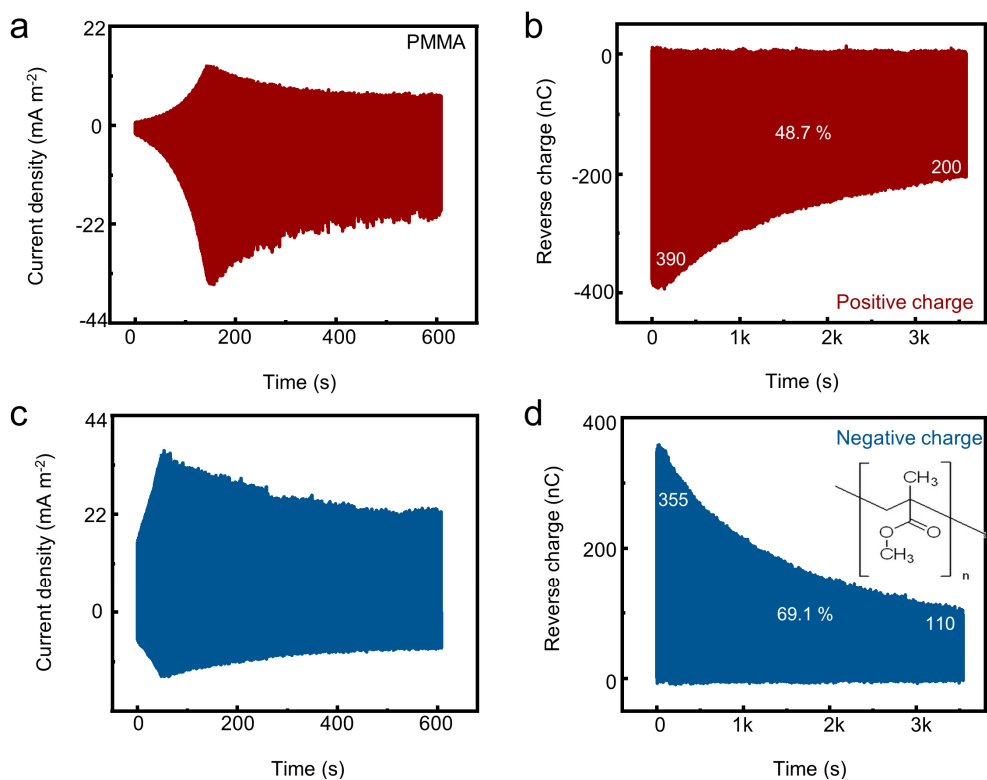 a
PMMA
22
0
-22
-44
Current density (mA m-2)
0
200
400
600
Time (s)
b
0
-200
-400
Reverse charge (nC)
48.7 %
200
390
Positive charge
0
1k
2k
3k
Time (s)
c
44
22
0
Current density (mA m-2)
0
200
400
600
Time (s)
d
400
200
0
Reverse charge (nC)
Negative charge
CH3
O
O
CH3
n
355
69.1 %
110
0
1k
2k
3k
Time (s)